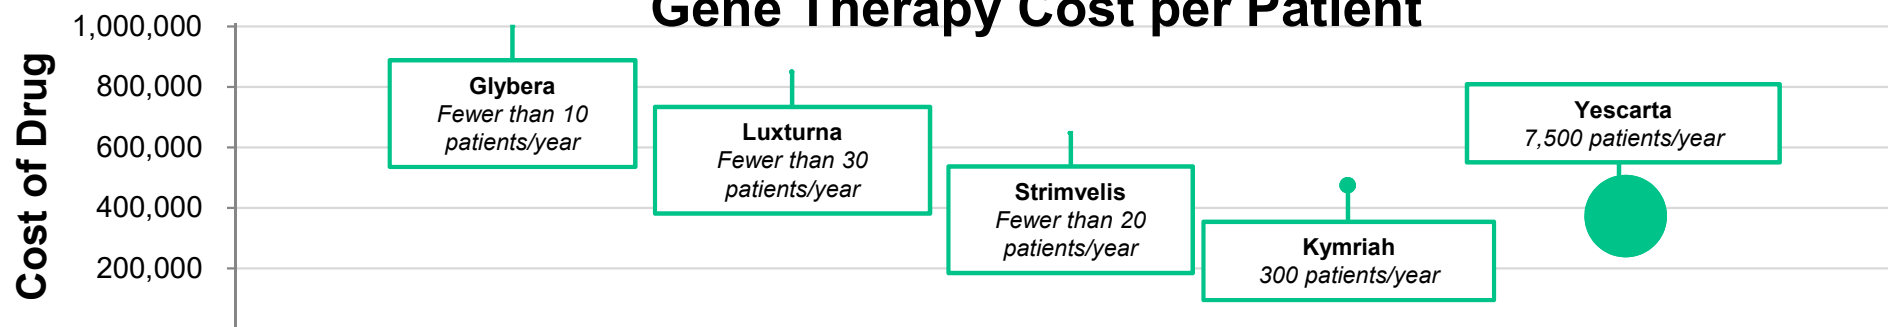 Gene Therapy Cost per Patient
Cost of Drug
1,000,000
800,000
600,000
400,000
200,000
Glybera
Fewer than 10
patients/year
Luxturna
Fewer than 30
patients/year
Strimvelis
Fewer than 20
patients/year
Kymriah
300 patients/year
Yescarta
7,500 patients/year